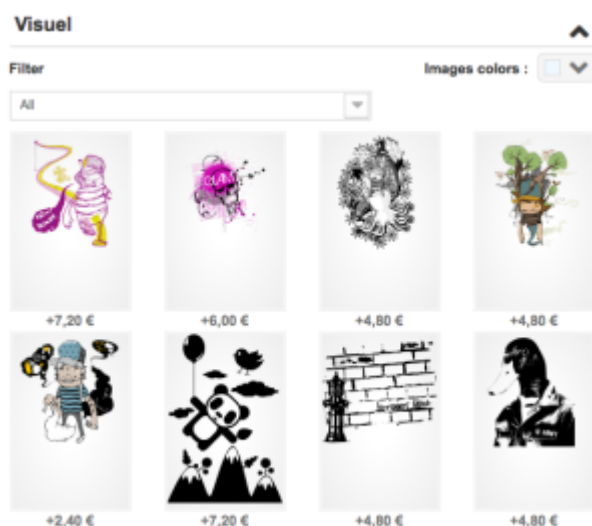 Visuel
Filter
Images colors :
All
+7,20 €
+6,00 €
+4,80 €
+4,80 €
+2,40 €
+7,20 €
+4,80 €
+4,80 €